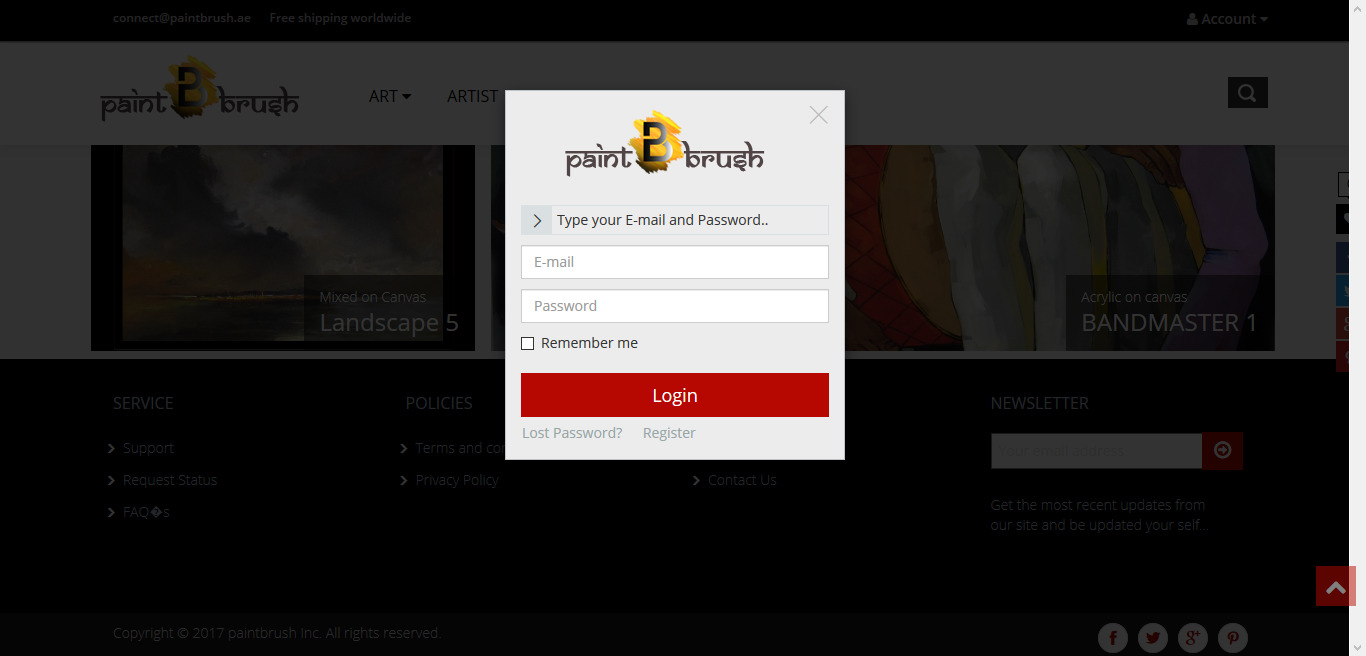 connect@paintbrush.ae Free shipping worldwide Account
paint B brush ART ARTIST
paint B brush
Type your E-mail and Password..
E-mail
Password
Remember me
Login
Lost Password? Register
Mixed on Canvas
Landscape 5
Acrylic on canvas
BANDMASTER 1
SERVICE
Support
Request Status
FAQ�s
POLICIES
Terms and con
Privacy Policy
Contact Us
NEWSLETTER
Your email address
Get the most recent updates from
our site and be updated your self...
Copyright © 2017 paintbrush Inc. All rights reserved.